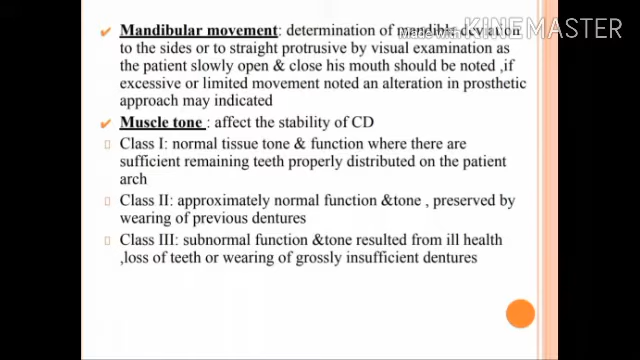 Mandibular movement: determination of mandible deviation
to the sides or to straight protrusive by visual examination as
the patient slowly open & close his mouth should be noted ,if
excessive or limited movement noted an alteration in prosthetic
approach may indicated
Muscle tone : affect the stability of CD
Class I: normal tissue tone & function where there are
sufficient remaining teeth properly distributed on the patient
arch
Class II: approximately normal function &tone , preserved by
wearing of previous dentures
Class III: subnormal function &tone resulted from ill health
,loss of teeth or wearing of grossly insufficient dentures
KINEMASTER